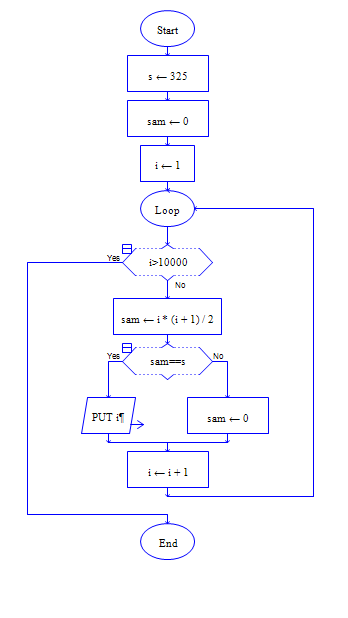 Start
s ← 325
sam ← 0
i ← 1
Loop
Yes
i>10000
No
sam ← i * (i + 1) / 2
Yes
sam==s
No
PUT i¶
sam ← 0
i ← i + 1
End